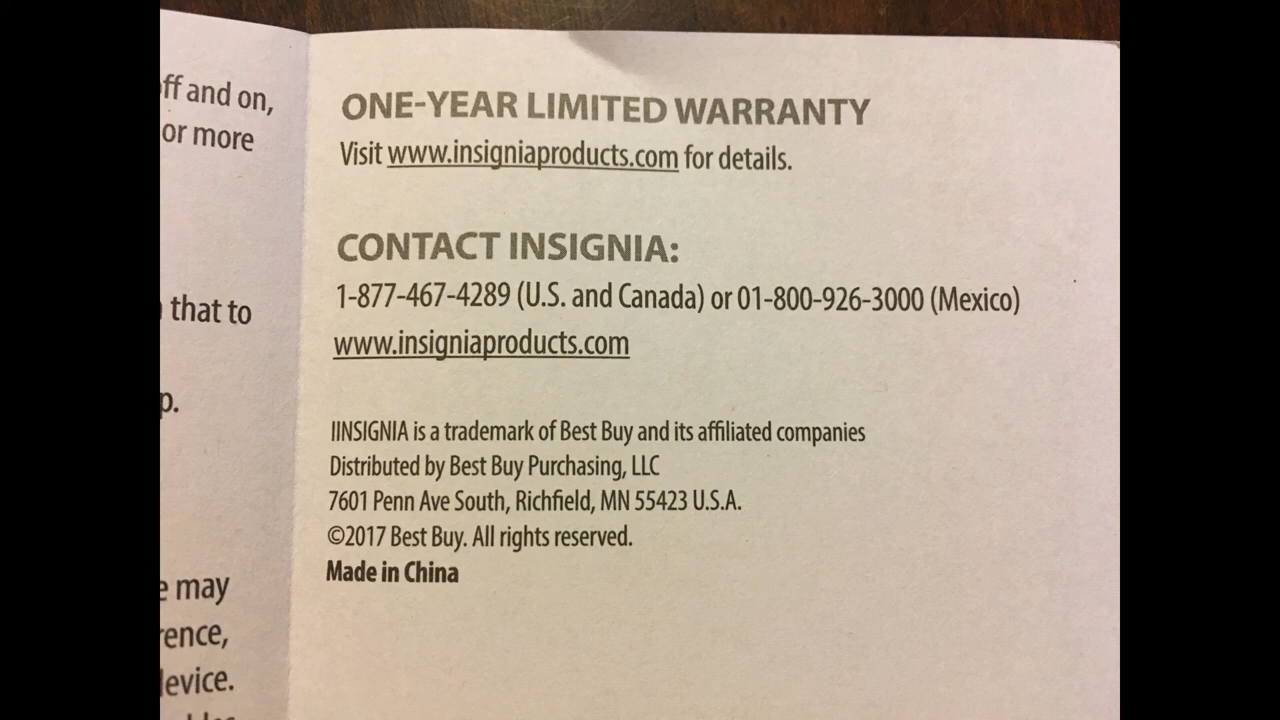 ff and on,
or more
that to
p.
e may
rence,
evice.
ONE-YEAR LIMITED WARRANTY
Visit www.insigniaproducts.com for details.
CONTACT INSIGNIA:
1-877-467-4289 (U.S. and Canada) or 01-800-926-3000 (Mexico)
www.insigniaproducts.com
IINSIGNIA is a trademark of Best Buy and its affiliated companies
Distributed by Best Buy Purchasing, LLC
7601 Penn Ave South, Richfield, MN 55423 U.S.A.
©2017 Best Buy. All rights reserved.
Made in China